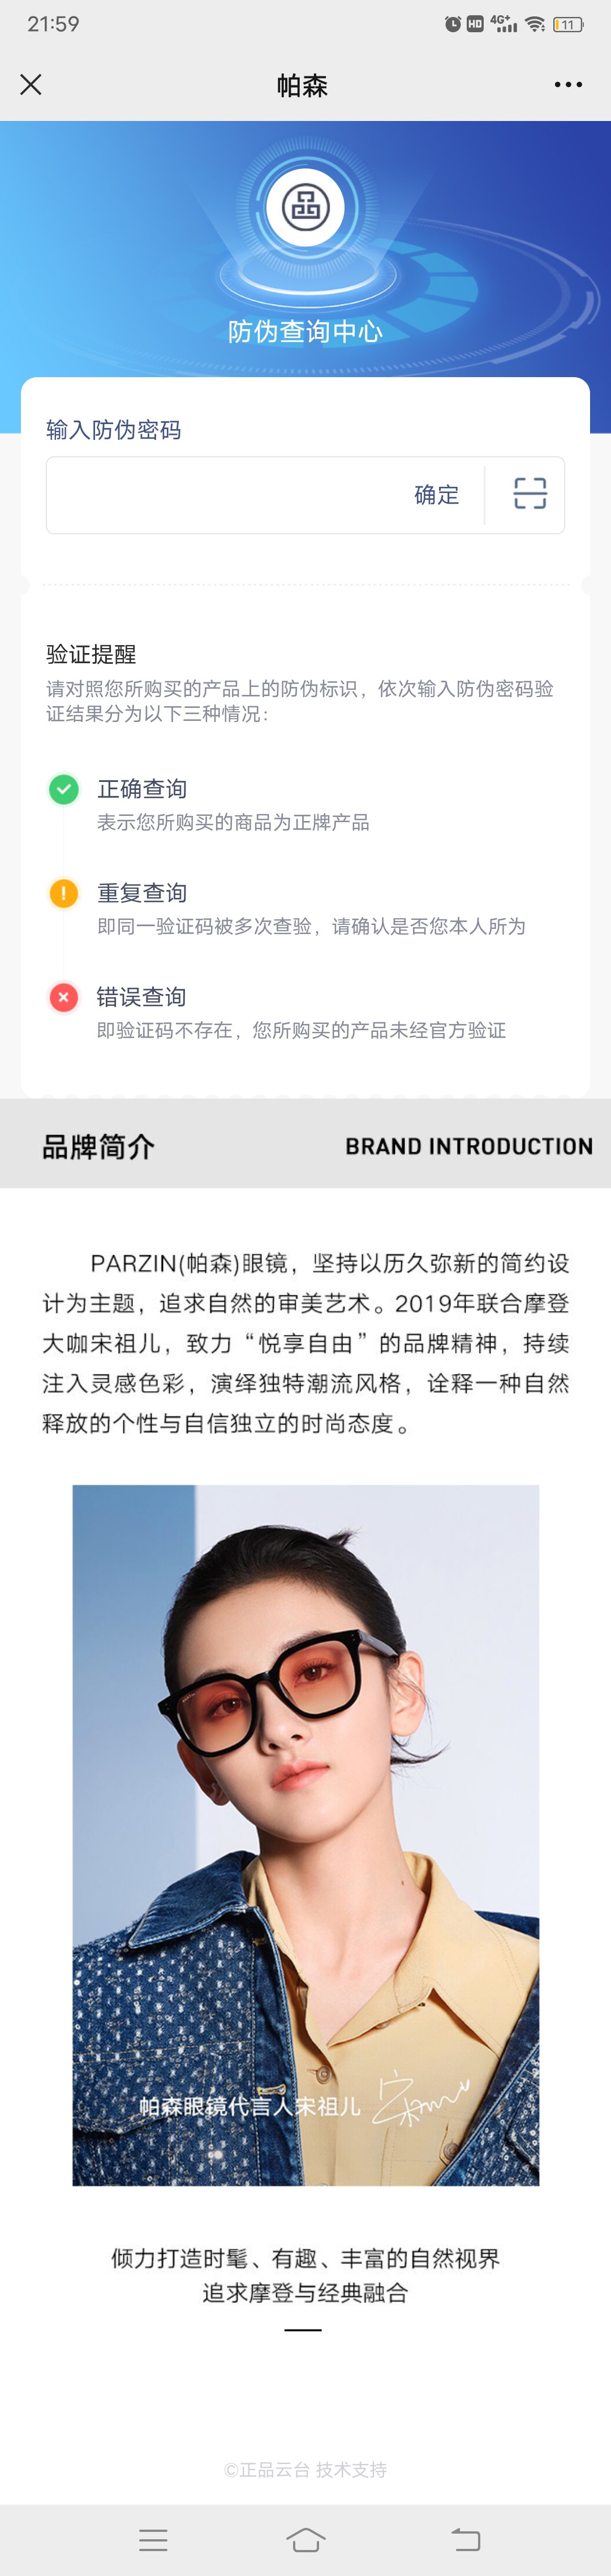 21:59
HD 4G+ 11
帕森
防伪查询中心
输入防伪密码
确定
验证提醒
请对照您所购买的产品上的防伪标识，依次输入防伪密码验
证结果分为以下三种情况：
正确查询
表示您所购买的商品为正牌产品
重复查询
即同一验证码被多次查验，请确认是否您本人所为
错误查询
即验证码不存在，您所购买的产品未经官方验证
品牌简介 BRAND INTRODUCTION
PARZIN(帕森)眼镜，坚持以历久弥新的简约设
计为主题，追求自然的审美艺术。2019年联合摩登
大咖宋祖儿，致力“悦享自由”的品牌精神，持续
注入灵感色彩，演绎独特潮流风格，诠释一种自然
释放的个性与自信独立的时尚态度。
帕森眼镜代言人宋祖儿
倾力打造时髦、有趣、丰富的自然视界
追求摩登与经典融合
©正品云台 技术支持